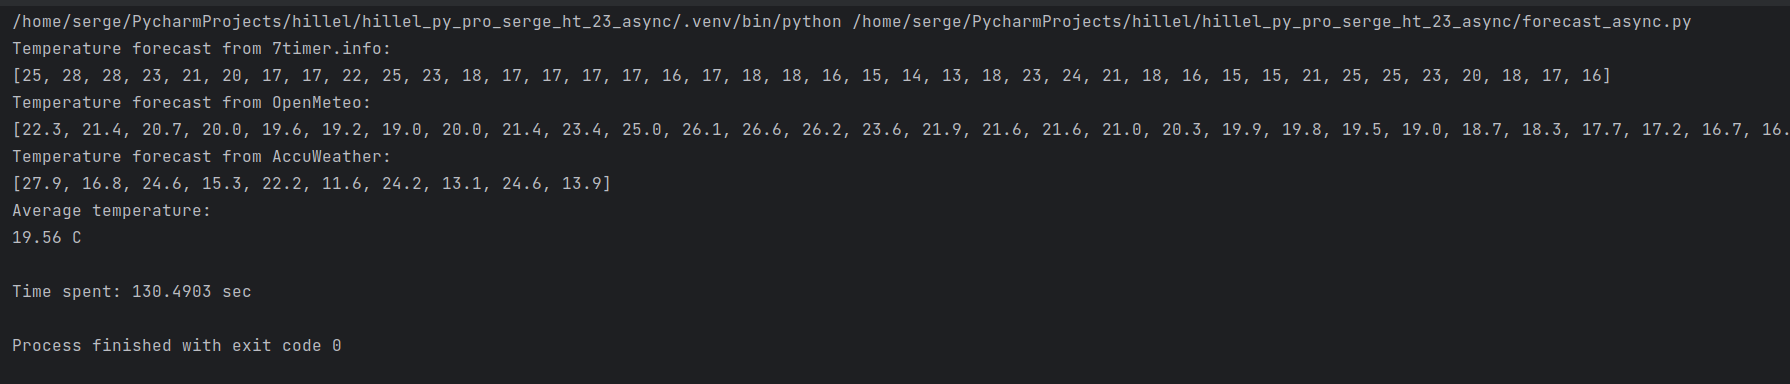 /home/serge/PycharmProjects/hillel/hillel_py_pro_serge_ht_23_async/.venv/bin/python /home/serge/PycharmProjects/hillel/hillel_py_pro_serge_ht_23_async/forecast_async.py
Temperature forecast from 7timer.info:
[25, 28, 28, 23, 21, 20, 17, 17, 22, 25, 23, 18, 17, 17, 17, 17, 16, 17, 18, 18, 16, 15, 14, 13, 18, 23, 24, 21, 18, 16, 15, 15, 21, 25, 25, 23, 20, 18, 17, 16]
Temperature forecast from OpenMeteo:
[22.3, 21.4, 20.7, 20.0, 19.6, 19.2, 19.0, 20.0, 21.4, 23.4, 25.0, 26.1, 26.6, 26.2, 23.6, 21.9, 21.6, 21.6, 21.0, 20.3, 19.9, 19.8, 19.5, 19.0, 18.7, 18.3, 17.7, 17.2, 16.7, 16.
Temperature forecast from AccuWeather:
[27.9, 16.8, 24.6, 15.3, 22.2, 11.6, 24.2, 13.1, 24.6, 13.9]
Average temperature:
19.56 C
Time spent: 130.4903 sec
Process finished with exit code 0